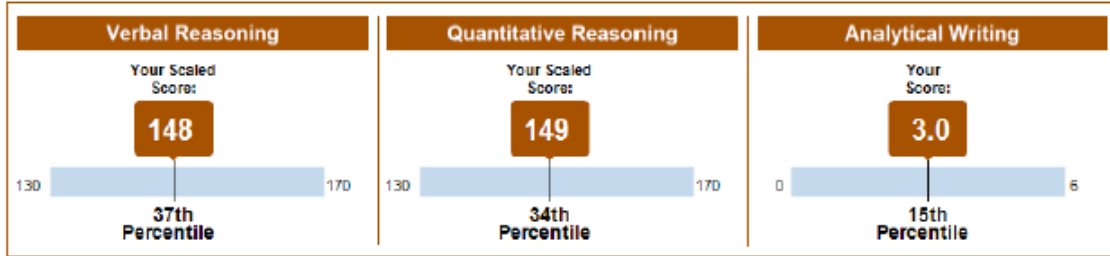 Verbal Reasoning
Your Scaled
Score:
148
130
170
37th
Percentile
Quantitative Reasoning
Your Scaled
Score:
149
130
170
34th
Percentile
Analytical Writing
Your
Score:
3.0
0
6
15th
Percentile